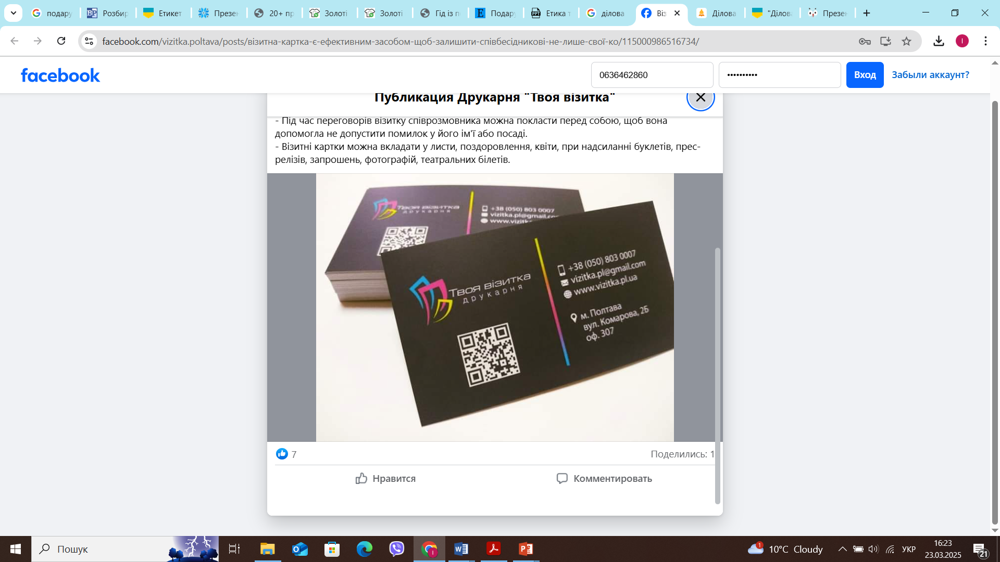 подару
Розбир
Етикет
Презен
20+ пр
Золоті
Золоті
Гід із п
Подару
Етика т
ділова
Віз
Ділова
"Ділова
Презен
facebook.com/vizitka.poltava/posts/візитна-картка-є-ефективним-засобом-щоб-залишити-співбесідникові-не-лише-свої-ко/115000986516734/
facebook
0636462860
Вход
Забыли аккаунт?
Публикация Друкарня "Твоя візитка"
- Під час переговорів візитку співрозмовника можна покласти перед собою, щоб вона
допомогла не допустити помилок у його ім'ї або посаді.
- Візитні картки можна вкладати у листи, поздоровлення, квіти, при надсиланні буклетів, прес-
релізів, запрошень, фотографій, театральних білетів.
Твоя візитка
друкарня
+38 (050) 803 0007
vizitka.pl@gmail.co
www.vizitk
Твоя візитка
друкарня
+38 (050) 803 0007
vizitka.pl@gmail.com
www.vizitka.pl.ua
м. Полтава
вул. Комарова, 2Б
оф. 307
7
Поделились: 1
Нравится
Комментировать
Пошук
10°C Cloudy
УКР
16:23
23.03.2025
21